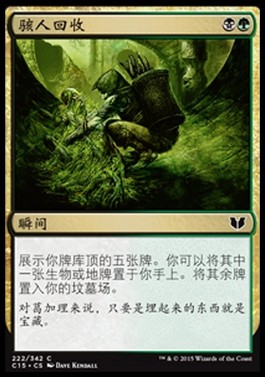 骇人回收
瞬间
展示你牌库顶的五张牌。你可以将其中
一张生物或地牌置于你手上。将其余牌
置入你的坟墓场。
对葛加理来说，只要是埋起来的东西就是
宝藏。
222/342 C
C15 • CS DAVE KENDALL
™ & © 2015 Wizards of the Coast